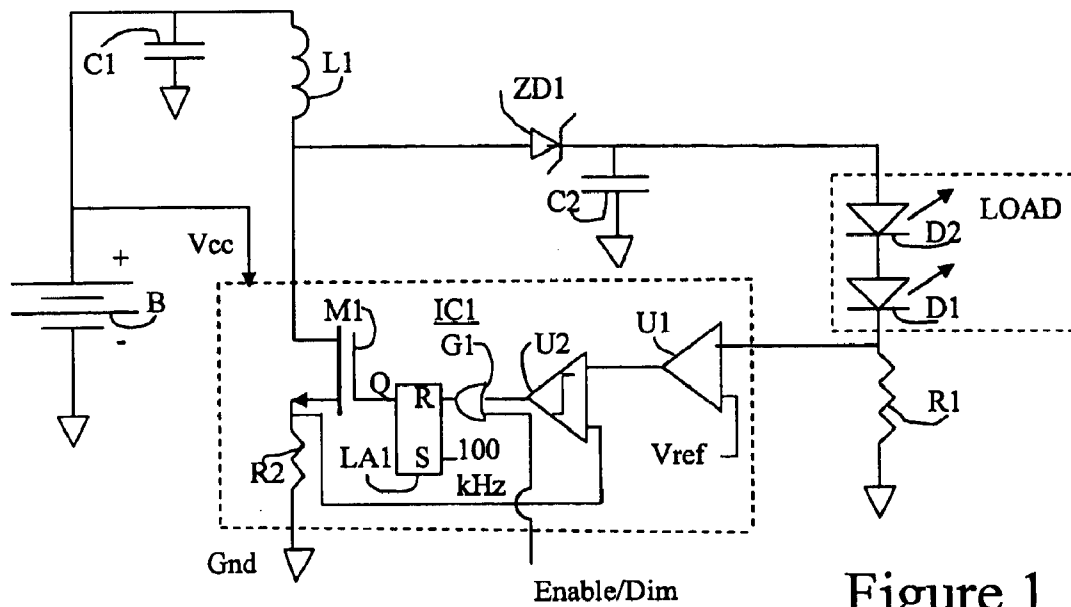 C1
L1
ZD1
C2
LOAD
D2
D1
Vcc
+
B
-
M1
IC1
G1
U2
U1
Q
R
R1
R2
LA1
S
100
kHz
Vref
Gnd
Enable/Dim
Figure 1